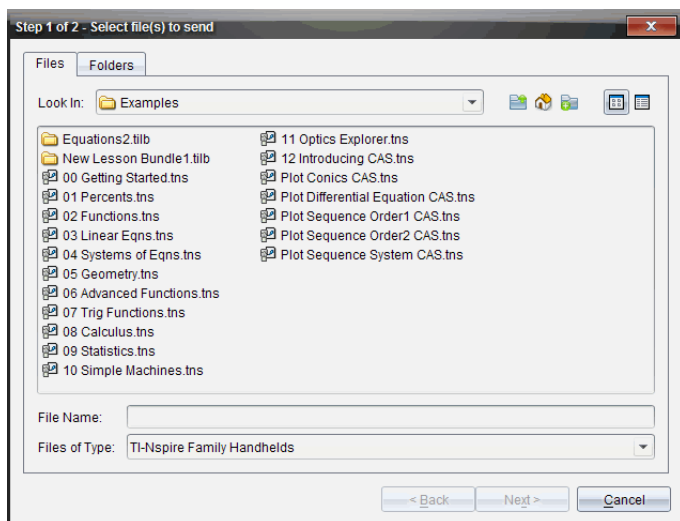 Step 1 of 2 - Select file(s) to send
Files Folders
Look In: Examples
Equations2.tilb
New Lesson Bundle1.tilb
00 Getting Started.tns
01 Percents.tns
02 Functions.tns
03 Linear Eqns.tns
04 Systems of Eqns.tns
05 Geometry.tns
06 Advanced Functions.tns
07 Trig Functions.tns
08 Calculus.tns
09 Statistics.tns
10 Simple Machines.tns
11 Optics Explorer.tns
12 Introducing CAS.tns
Plot Conics CAS.tns
Plot Differential Equation CAS.tns
Plot Sequence Order1 CAS.tns
Plot Sequence Order2 CAS.tns
Plot Sequence System CAS.tns
File Name:
Files of Type: TI-Nspire Family Handhelds
< Back Next > Cancel